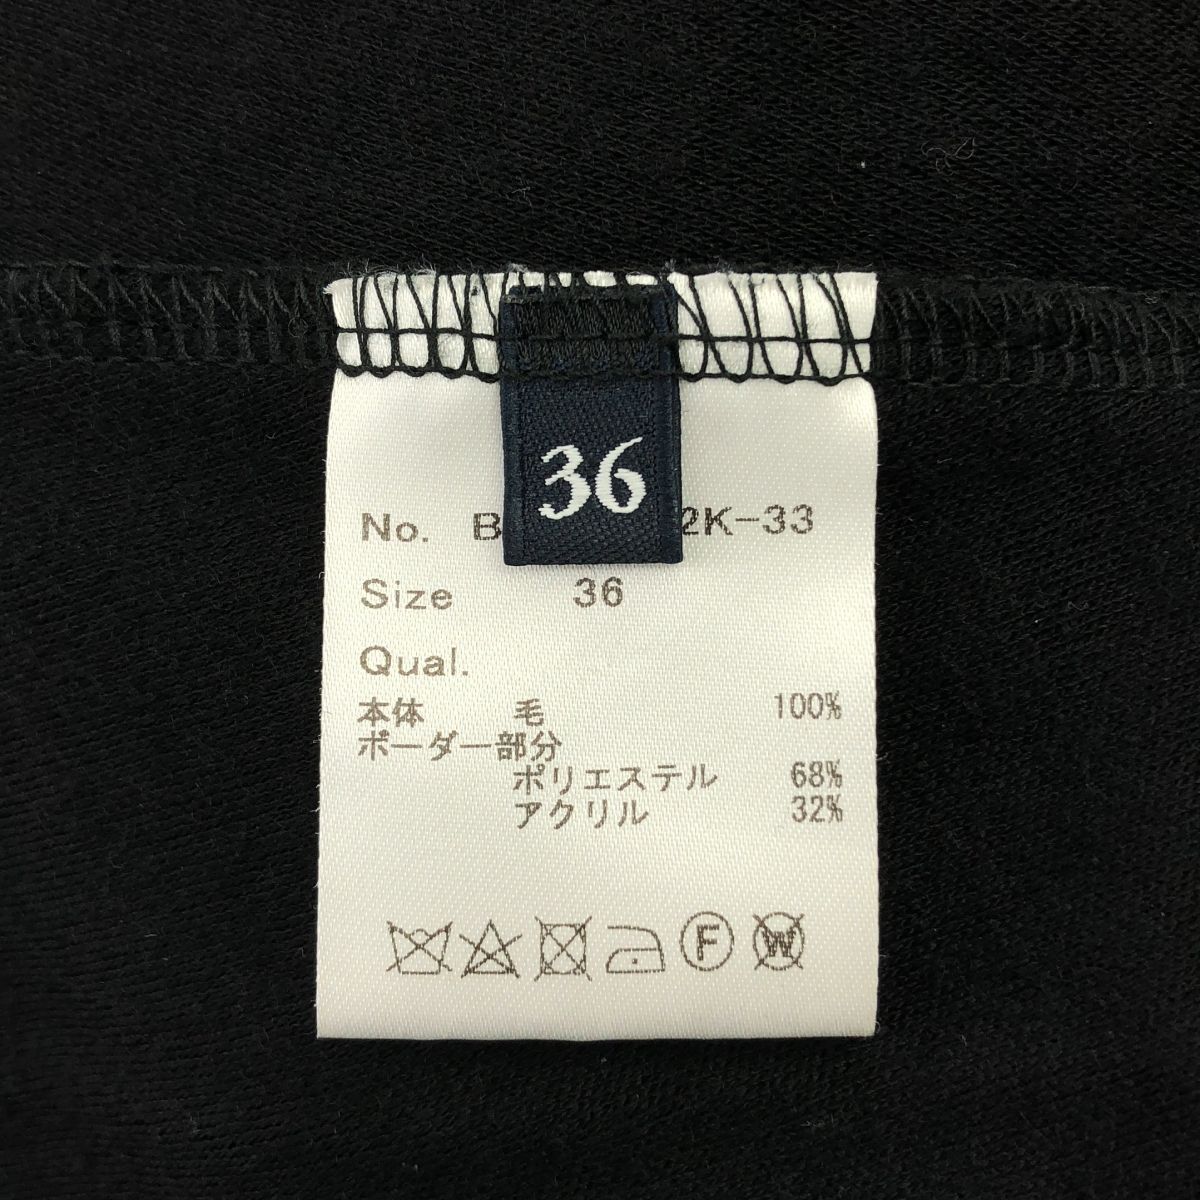 36
No. B 2K-33
Size 36
Qual.
本体 毛 100%
ボーダー部分
ポリエステル 68%
アクリル 32%
F W